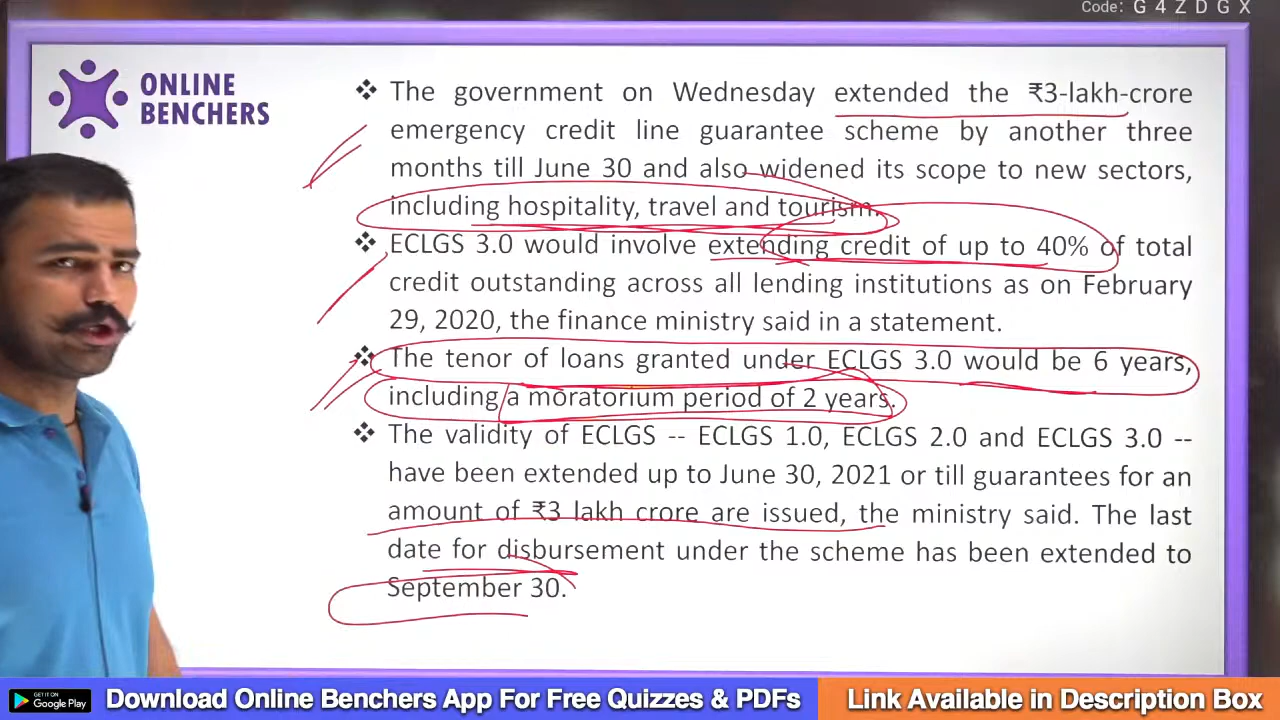 Code: G 4 Z D G X
ONLINE
BENCHERS
The government on Wednesday extended the ₹3-lakh-crore
emergency credit line guarantee scheme by another three
months till June 30 and also widened its scope to new sectors,
including hospitality, travel and tourism.
ECLGS 3.0 would involve extending credit of up to 40% of total
credit outstanding across all lending institutions as on February
29, 2020, the finance ministry said in a statement.
The tenor of loans granted under ECLGS 3.0 would be 6 years,
including a moratorium period of 2 years.
The validity of ECLGS -- ECLGS 1.0, ECLGS 2.0 and ECLGS 3.0 --
have been extended up to June 30, 2021 or till guarantees for an
amount of ₹3 lakh crore are issued, the ministry said. The last
date for disbursement under the scheme has been extended to
September 30.
GET IT ON
Google Play
Download Online Benchers App For Free Quizzes & PDFs
Link Available in Description Box